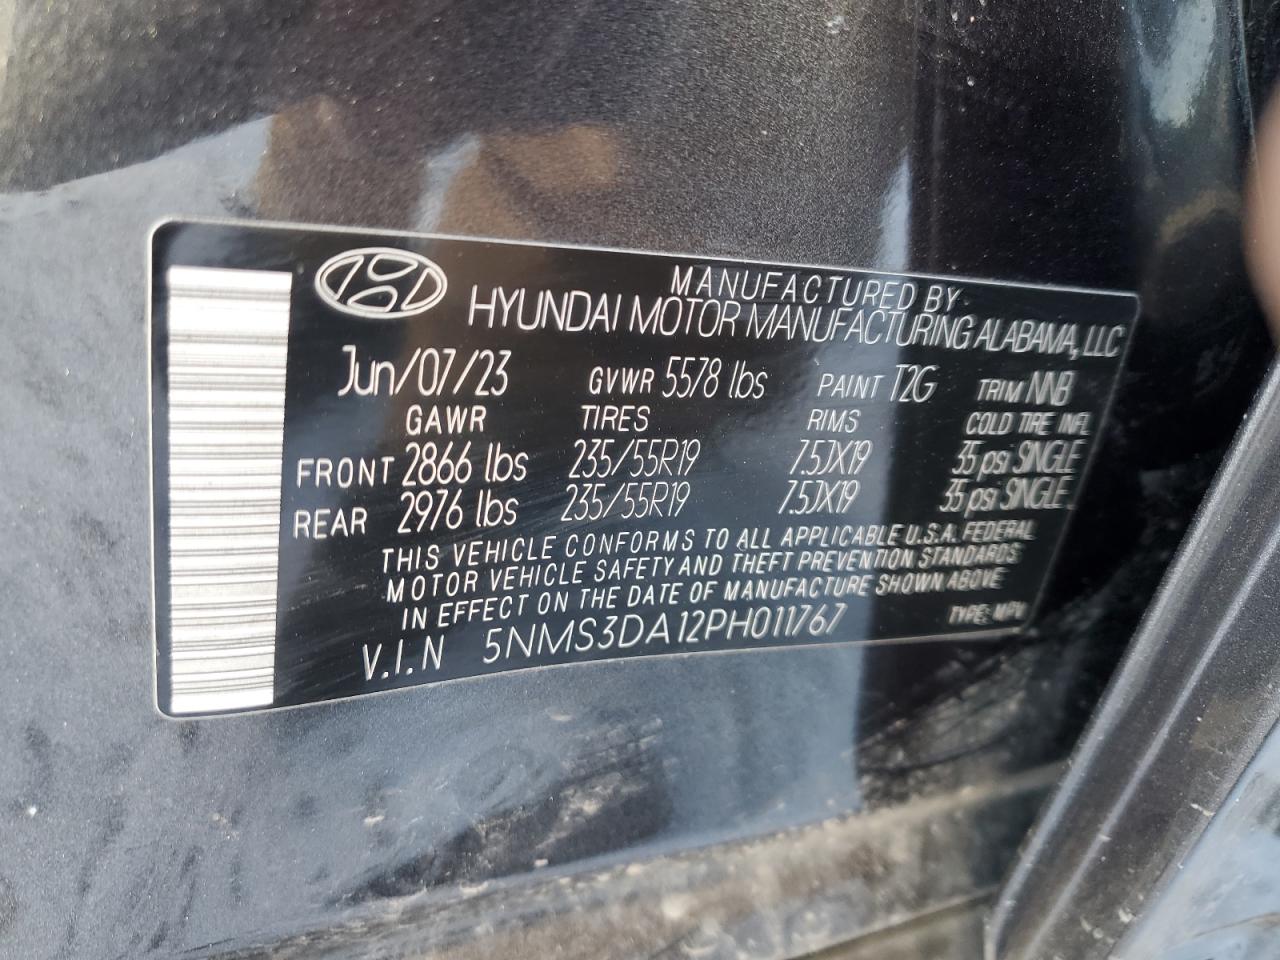 MANUFACTURED BY
HYUNDAI MOTOR MANUFACTURING ALABAMA, LLC
Jun/07/23 GVWR 5578 lbs PAINT T2G TRIM NNB
GAWR TIRES RIMS COLD TIRE INFL
FRONT 2866 lbs 235/55R19 7.5JX19 35 psi SINGLE
REAR 2976 lbs 235/55R19 7.5JX19 35 psi SINGLE
THIS VEHICLE CONFORMS TO ALL APPLICABLE U.S.A. FEDERAL
MOTOR VEHICLE SAFETY AND THEFT PREVENTION STANDARDS
IN EFFECT ON THE DATE OF MANUFACTURE SHOWN ABOVE
V.I.N 5NMS3DA12PH011767 TYPE: MPV